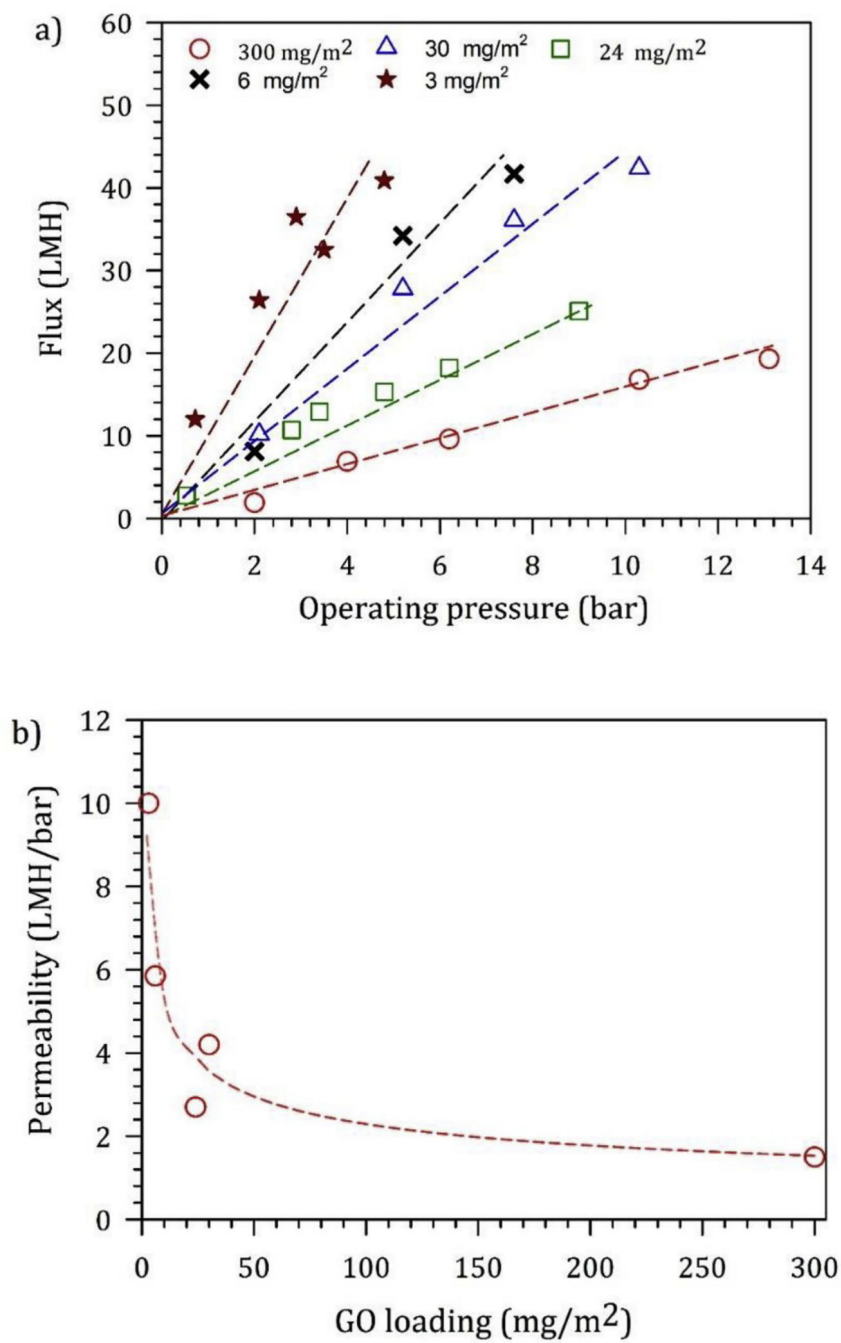 a)
60
50
40
30
20
10
0
Flux (LMH)
300 mg/m²
30 mg/m²
24 mg/m²
6 mg/m²
3 mg/m²
0 2 4 6 8 10 12 14
Operating pressure (bar)
b)
12
10
8
6
4
2
0
Permeability (LMH/bar)
0 50 100 150 200 250 300
GO loading (mg/m²)